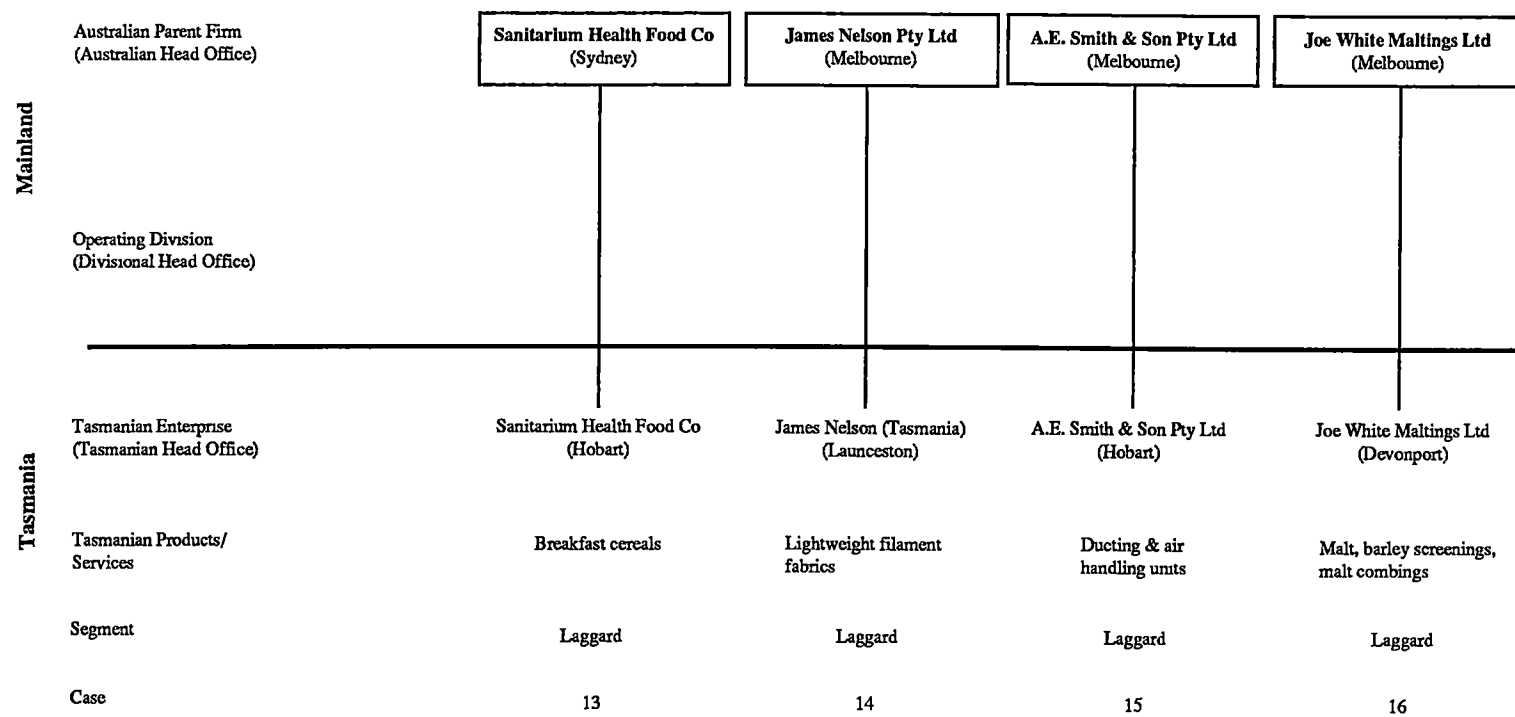 Australian Parent Firm
(Australian Head Office)
Sanitarium Health Food Co
(Sydney)
James Nelson Pty Ltd
(Melbourne)
A.E. Smith & Son Pty Ltd
(Melbourne)
Joe White Maltings Ltd
(Melbourne)
Mainland
Operating Division
(Divisional Head Office)
Tasmania
Tasmanian Enterprise
(Tasmanian Head Office)
Sanitarium Health Food Co
(Hobart)
James Nelson (Tasmania)
(Launceston)
A.E. Smith & Son Pty Ltd
(Hobart)
Joe White Maltings Ltd
(Devonport)
Tasmanian Products/
Services
Breakfast cereals
Lightweight filament
fabrics
Ducting & air
handling units
Malt, barley screenings,
malt combings
Segment
Laggard
Laggard
Laggard
Laggard
Case
13
14
15
16